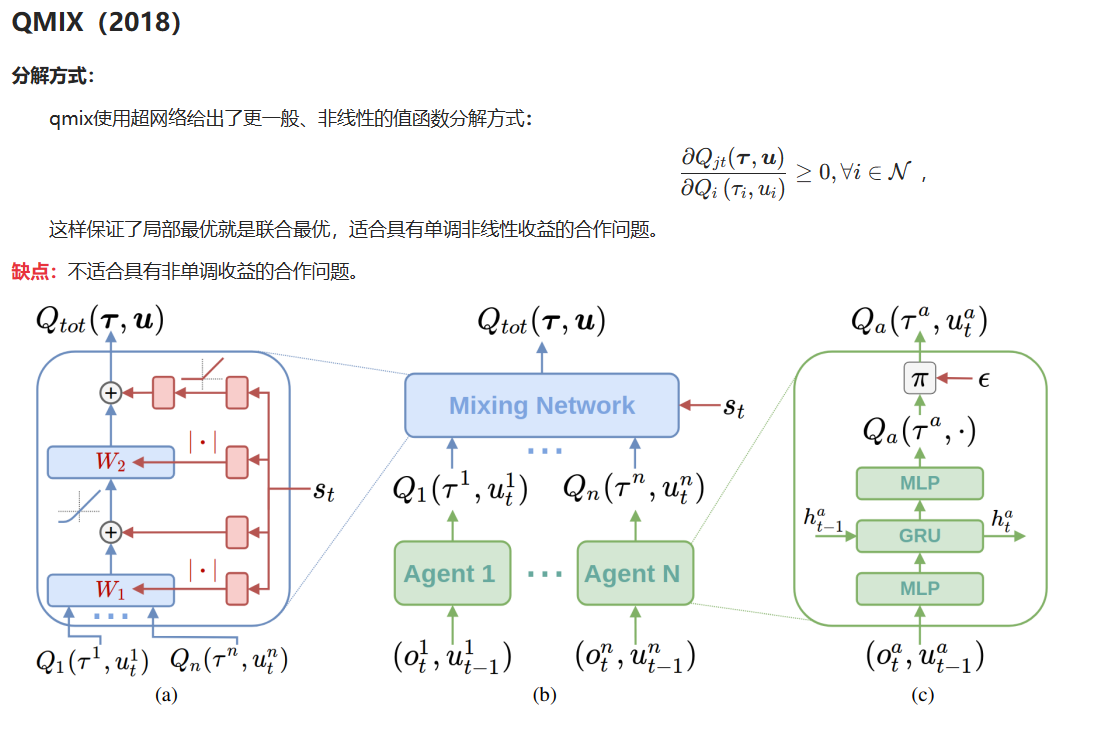 QMIX（2018）
分解方式：
qmix使用超网络给出了更一般、非线性的值函数分解方式：
∂Q_{jt}(τ, u) / ∂Q_i(τ_i, u_i) ≥ 0, ∀i ∈ 𝒩 ,
这样保证了局部最优就是联合最优，适合具有单调非线性收益的合作问题。
缺点：不适合具有非单调收益的合作问题。
Q_{tot}(τ, u)
|·|
W_2
s_t
+
+
|·|
W_1
...
Q_1(τ^1, u_t^1) Q_n(τ^n, u_t^n)
(a)
Q_{tot}(τ, u)
Mixing Network
s_t
...
Q_1(τ^1, u_t^1) Q_n(τ^n, u_t^n)
Agent 1 ... Agent N
(o_t^1, u_{t-1}^1) (o_t^n, u_{t-1}^n)
(b)
Q_a(τ^a, u_t^a)
π ϵ
Q_a(τ^a, ·)
MLP
h_{t-1}^a GRU h_t^a
MLP
(o_t^a, u_{t-1}^a)
(c)